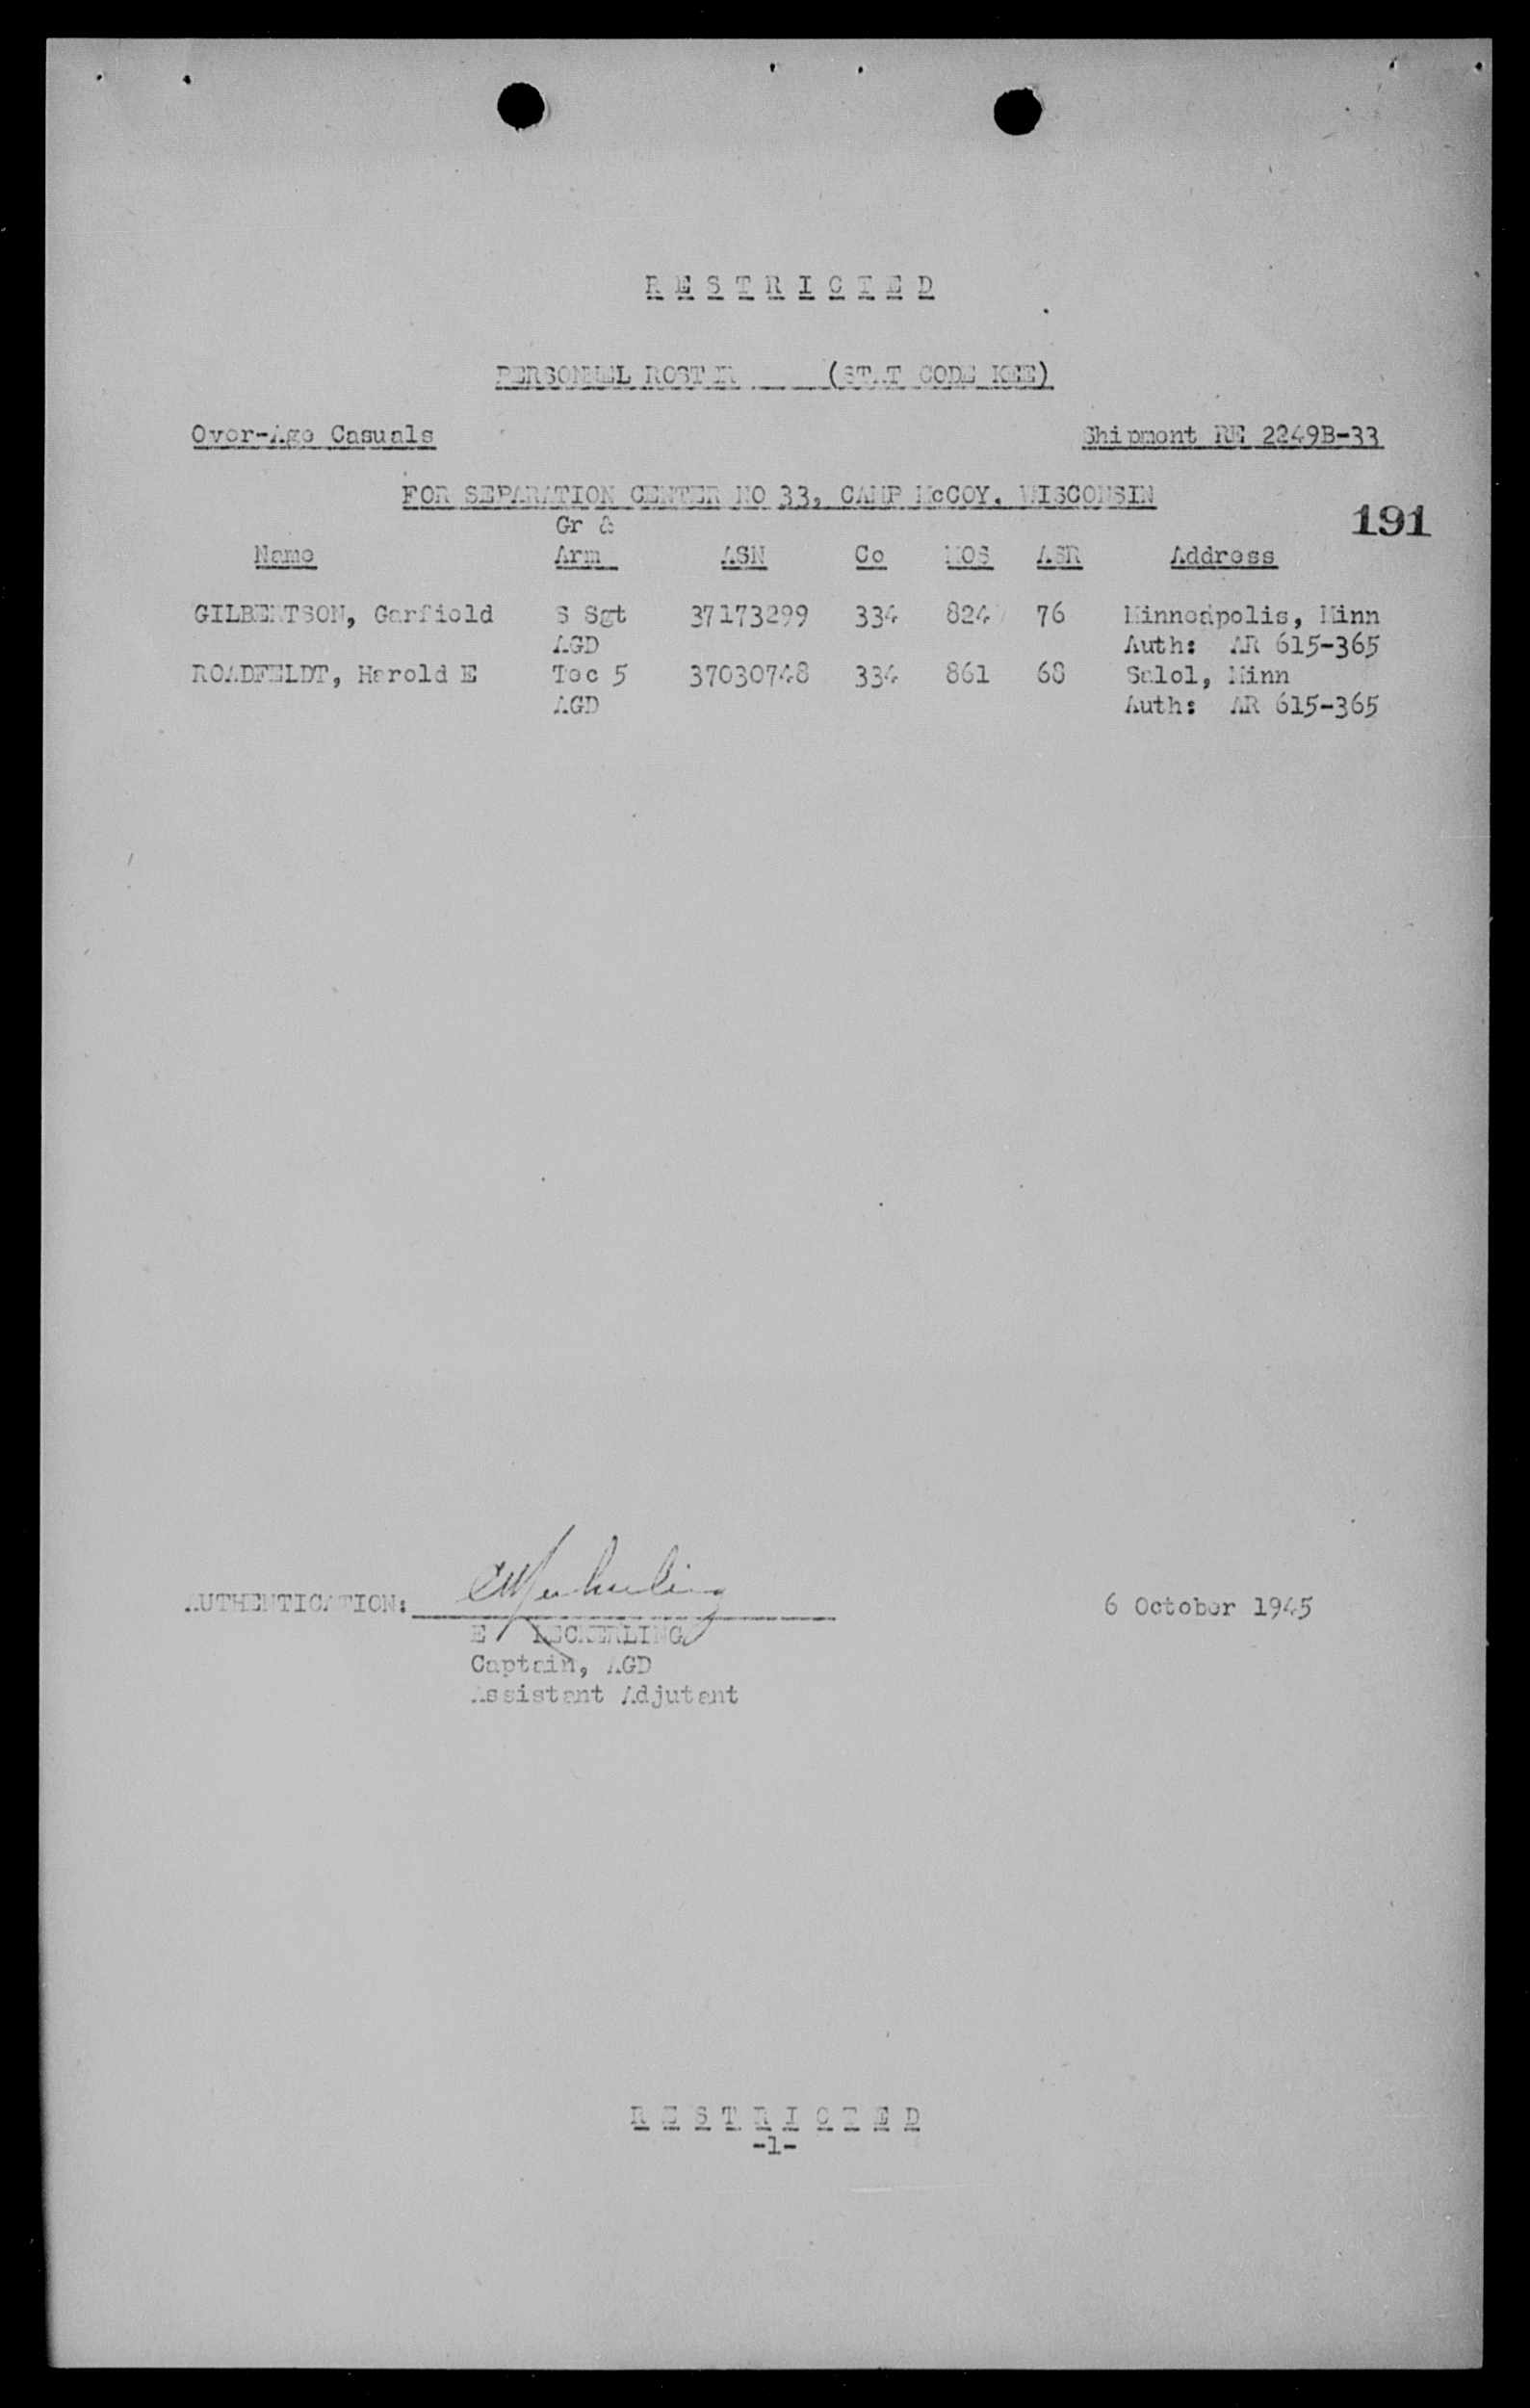 R E S T R I C T E D
PERSONNEL ROSTER (STAT CODE KEE)
Over-Age Casuals Shipment RE 2249B-33
FOR SEPARATION CENTER NO 33, CAMP McCOY, WISCONSIN
191
Gr &
Name Arm ASN Co MOS ASR Address
GILBERTSON, Garfield S Sgt 37173299 334 824 76 Minneapolis, Minn
AGD Auth: AR 615-365
ROADFELDT, Harold E Tec 5 37030748 334 861 68 Salol, Minn
AGD Auth: AR 615-365
AUTHENTICATION: 6 October 1945
E KECKERLING
Captain, AGD
Assistant Adjutant
R E S T R I C T E D
-1-